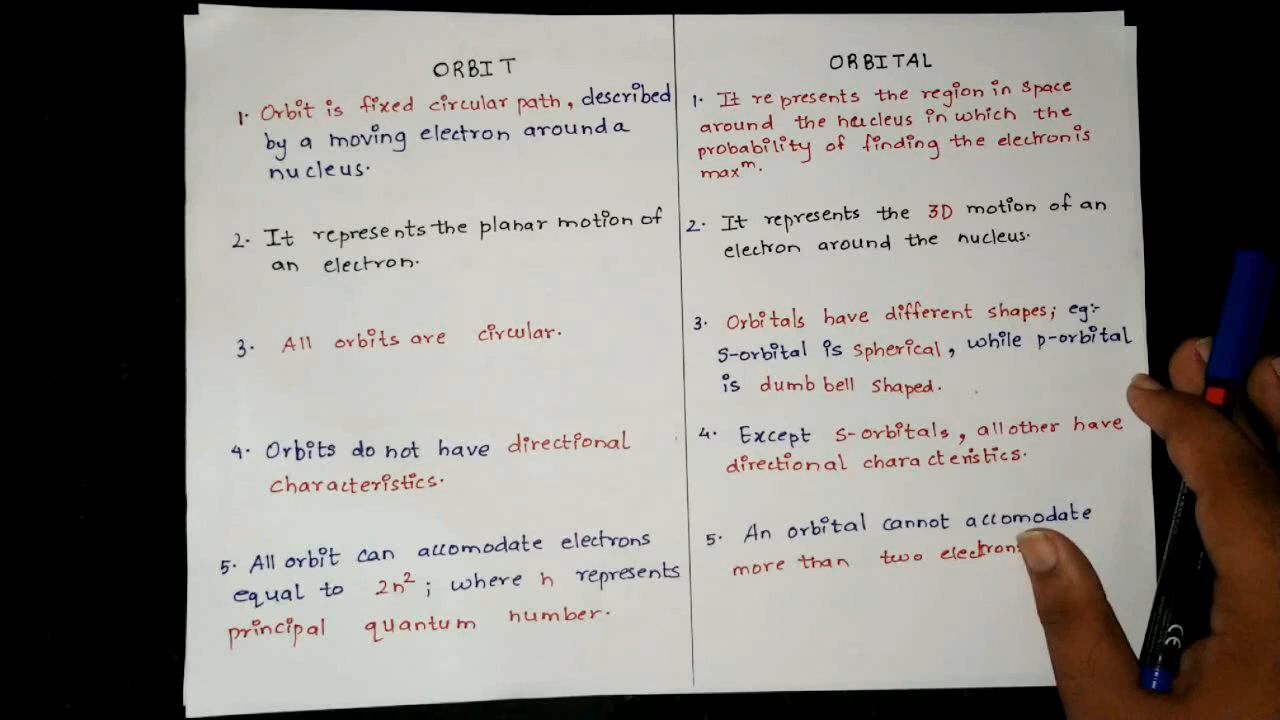 ORBIT
1. Orbit is fixed circular path, described
by a moving electron around a
nucleus.
2. It represents the planar motion of
an electron.
3. All orbits are circular.
4. Orbits do not have directional
characteristics.
5. All orbit can accomodate electrons
equal to 2n²; where n represents
principal quantum number.
ORBITAL
1. It represents the region in space
around the nucleus in which the
probability of finding the electron is
maxᵐ.
2. It represents the 3D motion of an
electron around the nucleus.
3. Orbitals have different shapes; eg:-
s-orbital is spherical, while p-orbital
is dumb bell shaped.
4. Except s-orbitals, all other have
directional characteristics.
5. An orbital cannot accomodate
more than two electrons
CE